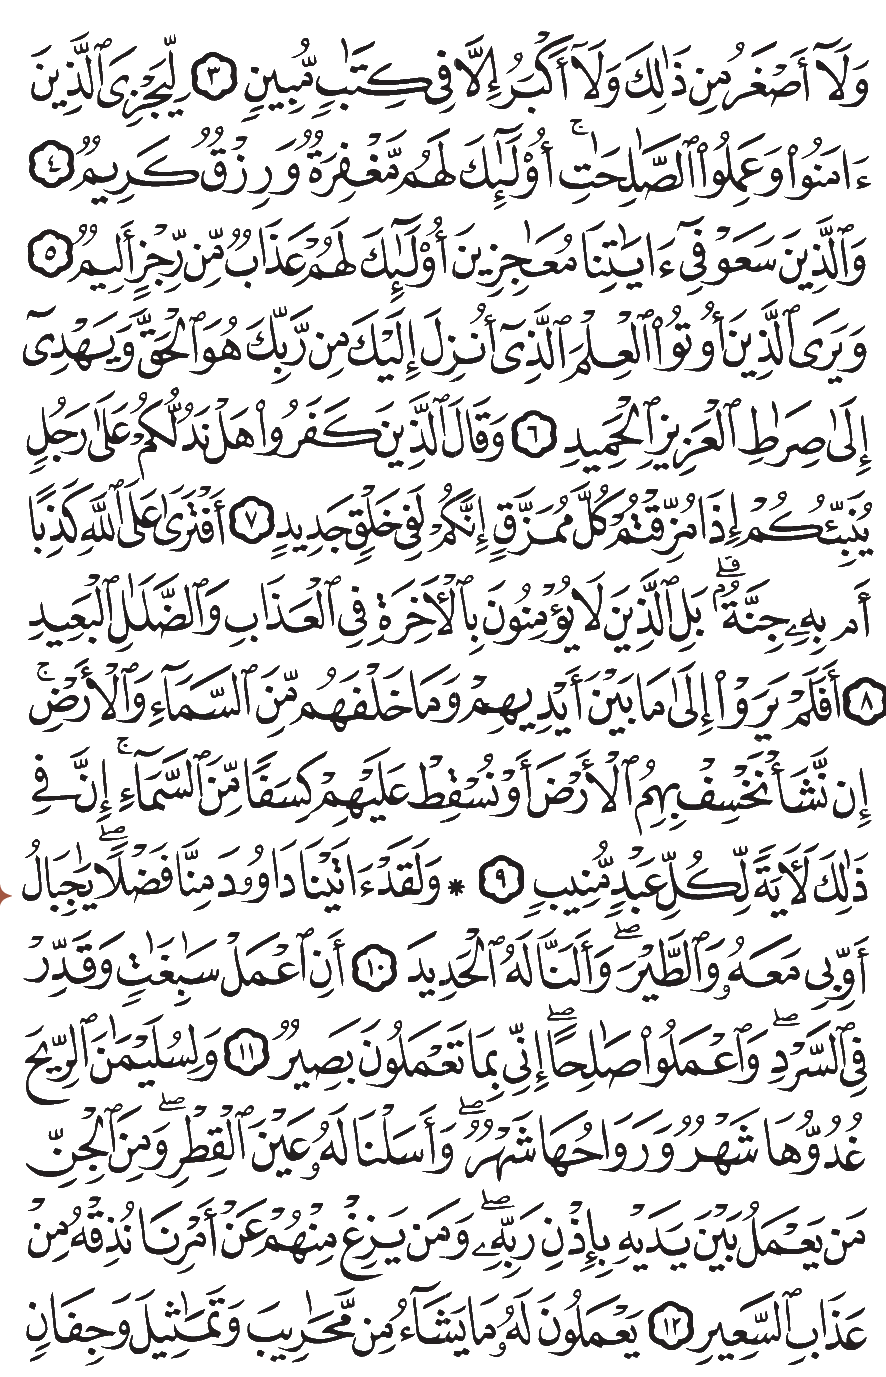 وَلَآ أَصْغَرُ مِن ذَٰلِكَ وَلَآ أَكْبَرُ إِلَّا فِي كِتَٰبٍ مُّبِينٍ ٣ لِّيَجْزِيَ ٱلَّذِينَ
ءَامَنُوا۟ وَعَمِلُوا۟ ٱلصَّٰلِحَٰتِ ۚ أُو۟لَٰٓئِكَ لَهُم مَّغْفِرَةٌ وَرِزْقٌ كَرِيمٌ ٤
وَٱلَّذِينَ سَعَوْ فِيٓ ءَايَٰتِنَا مُعَٰجِزِينَ أُو۟لَٰٓئِكَ لَهُمْ عَذَابٌ مِّن رِّجْزٍ أَلِيمٌ ٥
وَيَرَى ٱلَّذِينَ أُوتُوا۟ ٱلْعِلْمَ ٱلَّذِيٓ أُنزِلَ إِلَيْكَ مِن رَّبِّكَ هُوَ ٱلْحَقَّ وَيَهْدِيٓ
إِلَىٰ صِرَٰطِ ٱلْعَزِيزِ ٱلْحَمِيدِ ٦ وَقَالَ ٱلَّذِينَ كَفَرُوا۟ هَلْ نَدُلُّكُمْ عَلَىٰ رَجُلٍ
يُنَبِّئُكُمْ إِذَا مُزِّقْتُمْ كُلَّ مُمَزَّقٍ إِنَّكُمْ لَفِي خَلْقٍ جَدِيدٍ ٧ أَفْتَرَىٰ عَلَى ٱللَّهِ كَذِبًا
أَم بِهِۦ جِنَّةٌۢ ۗ بَلِ ٱلَّذِينَ لَا يُؤْمِنُونَ بِٱلْأَخِرَةِ فِي ٱلْعَذَابِ وَٱلضَّلَٰلِ ٱلْبَعِيدِ
٨ أَفَلَمْ يَرَوْا۟ إِلَىٰ مَا بَيْنَ أَيْدِيهِمْ وَمَا خَلْفَهُم مِّنَ ٱلسَّمَآءِ وَٱلْأَرْضِ ۚ
إِن نَّشَأْ نَخْسِفْ بِهِمُ ٱلْأَرْضَ أَوْ نُسْقِطْ عَلَيْهِمْ كِسَفًا مِّنَ ٱلسَّمَآءِ ۚ إِنَّ فِي
ذَٰلِكَ لَأَيَةً لِّكُلِّ عَبْدٍ مُّنِيبٍ ٩ * وَلَقَدْ ءَاتَيْنَا دَاوُۥدَ مِنَّا فَضْلًا ۖ يَٰجِبَالُ
أَوِّبِي مَعَهُۥ وَٱلطَّيْرَ ۖ وَأَلَنَّا لَهُ ٱلْحَدِيدَ ١٠ أَنِ ٱعْمَلْ سَٰبِغَٰتٍ وَقَدِّرْ
فِي ٱلسَّرْدِ ۖ وَٱعْمَلُوا۟ صَٰلِحًا ۖ إِنِّي بِمَا تَعْمَلُونَ بَصِيرٌ ١١ وَلِسُلَيْمَٰنَ ٱلرِّيحَ
غُدُوُّهَا شَهْرٌ وَرَوَاحُهَا شَهْرٌ ۖ وَأَسَلْنَا لَهُۥ عَيْنَ ٱلْقِطْرِ ۖ وَمِنَ ٱلْجِنِّ
مَن يَعْمَلُ بَيْنَ يَدَيْهِ بِإِذْنِ رَبِّهِۦ ۖ وَمَن يَزِغْ مِنْهُمْ عَنْ أَمْرِنَا نُذِقْهُ مِنْ
عَذَابِ ٱلسَّعِيرِ ١٢ يَعْمَلُونَ لَهُۥ مَا يَشَآءُ مِن مَّحَٰرِيبَ وَتَمَٰثِيلَ وَجِفَانٍ